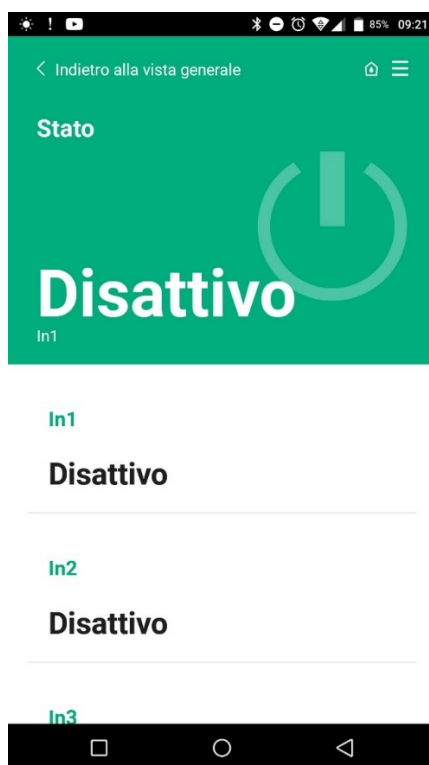 85% 09:21
Indietro alla vista generale
Stato
Disattivo
In1
In1
Disattivo
In2
Disattivo
In3